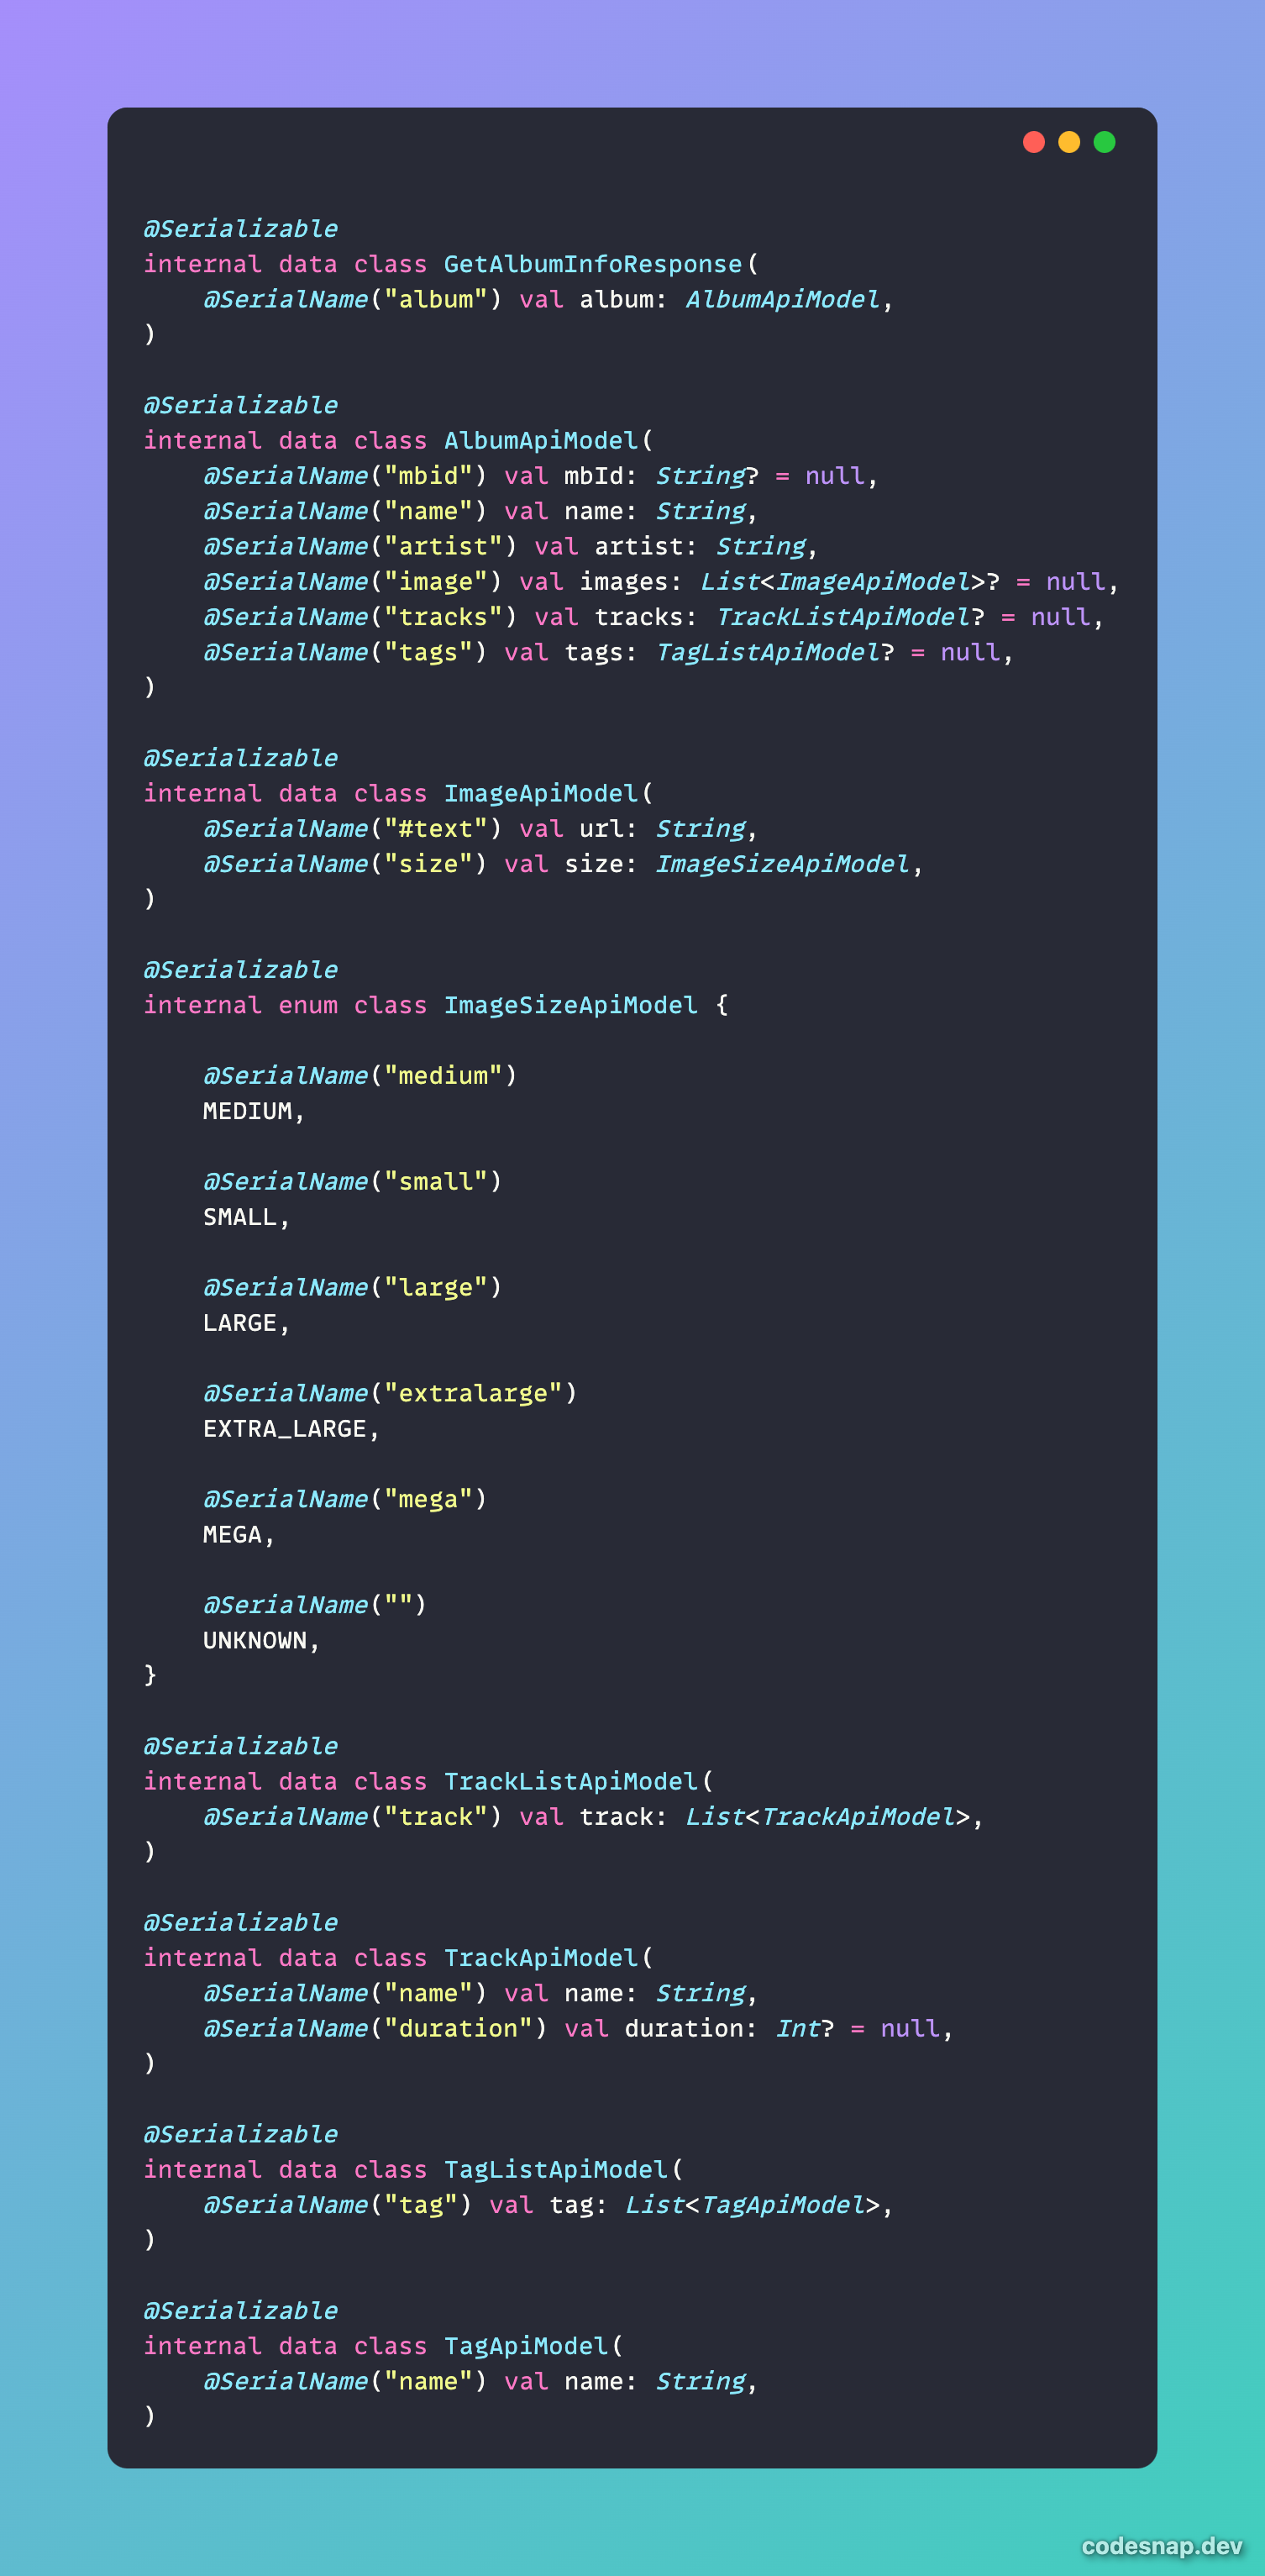 @Serializable
internal data class GetAlbumInfoResponse(
    @SerialName("album") val album: AlbumApiModel,
)

@Serializable
internal data class AlbumApiModel(
    @SerialName("mbid") val mbId: String? = null,
    @SerialName("name") val name: String,
    @SerialName("artist") val artist: String,
    @SerialName("image") val images: List<ImageApiModel>? = null,
    @SerialName("tracks") val tracks: TrackListApiModel? = null,
    @SerialName("tags") val tags: TagListApiModel? = null,
)

@Serializable
internal data class ImageApiModel(
    @SerialName("#text") val url: String,
    @SerialName("size") val size: ImageSizeApiModel,
)

@Serializable
internal enum class ImageSizeApiModel {

    @SerialName("medium")
    MEDIUM,

    @SerialName("small")
    SMALL,

    @SerialName("large")
    LARGE,

    @SerialName("extralarge")
    EXTRA_LARGE,

    @SerialName("mega")
    MEGA,

    @SerialName("")
    UNKNOWN,
}

@Serializable
internal data class TrackListApiModel(
    @SerialName("track") val track: List<TrackApiModel>,
)

@Serializable
internal data class TrackApiModel(
    @SerialName("name") val name: String,
    @SerialName("duration") val duration: Int? = null,
)

@Serializable
internal data class TagListApiModel(
    @SerialName("tag") val tag: List<TagApiModel>,
)

@Serializable
internal data class TagApiModel(
    @SerialName("name") val name: String,
)
codesnap.dev